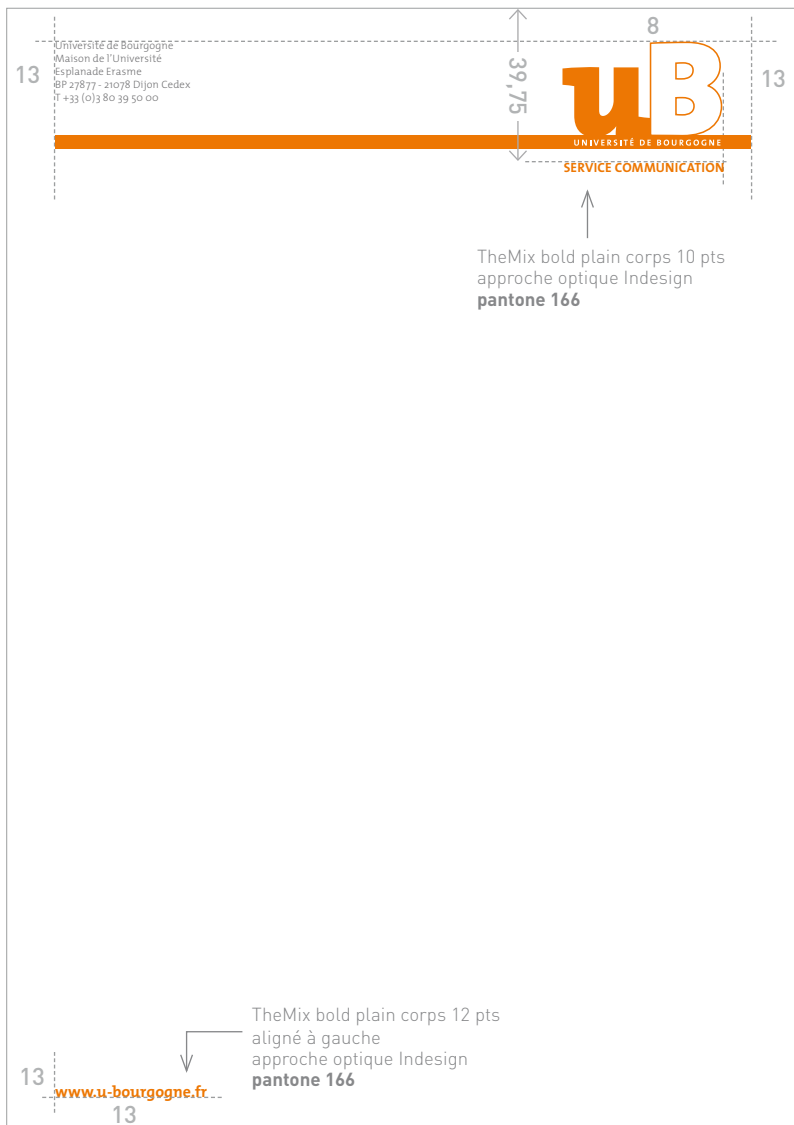 8
Université de Bourgogne
Maison de l'Université
Esplanade Erasme
BP 27877 - 21078 Dijon Cedex
T +33 (0)3 80 39 50 00
13
39,75
uB
13
UNIVERSITÉ DE BOURGOGNE
SERVICE COMMUNICATION
TheMix bold plain corps 10 pts
approche optique Indesign
pantone 166
TheMix bold plain corps 12 pts
aligné à gauche
approche optique Indesign
pantone 166
13
www.u-bourgogne.fr
13